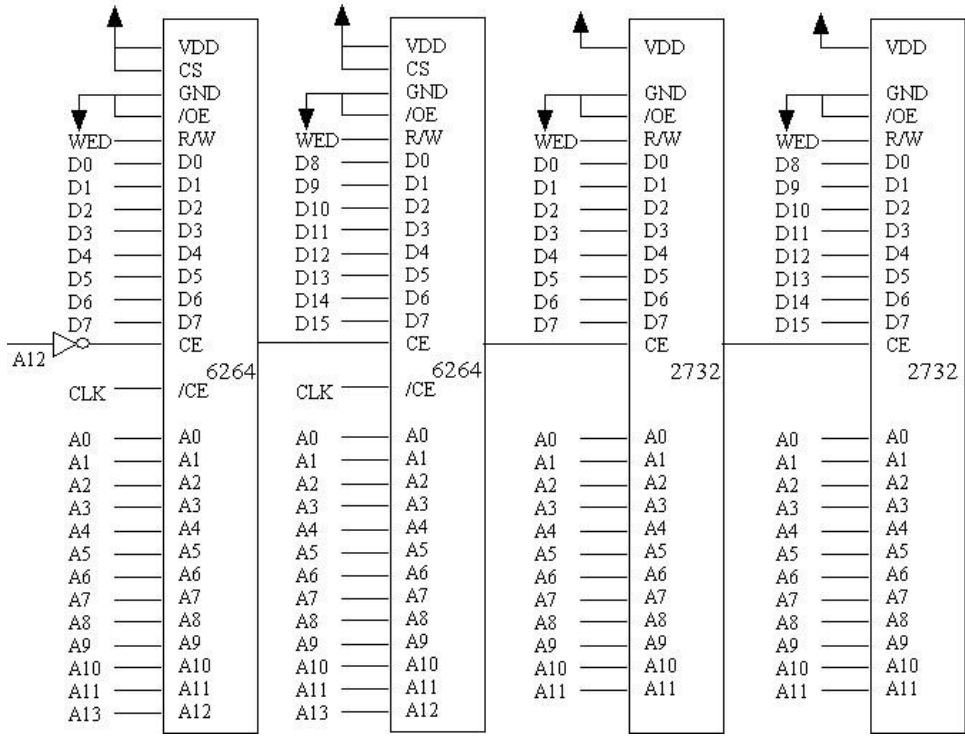 VDD VDD VDD VDD
CS CS
GND GND GND GND
/OE /OE /OE /OE
WED R/W WED R/W WED R/W WED R/W
D0 D0 D8 D0 D0 D0 D8 D0
D1 D1 D9 D1 D1 D1 D9 D1
D2 D2 D10 D2 D2 D2 D10 D2
D3 D3 D11 D3 D3 D3 D11 D3
D4 D4 D12 D4 D4 D4 D12 D4
D5 D5 D13 D5 D5 D5 D13 D5
D6 D6 D14 D6 D6 D6 D14 D6
D7 D7 D15 D7 D7 D7 D15 D7
A12 CE CE CE CE
6264 6264 2732 2732
CLK /CE CLK /CE
A0 A0 A0 A0 A0 A0 A0 A0
A1 A1 A1 A1 A1 A1 A1 A1
A2 A2 A2 A2 A2 A2 A2 A2
A3 A3 A3 A3 A3 A3 A3 A3
A4 A4 A4 A4 A4 A4 A4 A4
A5 A5 A5 A5 A5 A5 A5 A5
A6 A6 A6 A6 A6 A6 A6 A6
A7 A7 A7 A7 A7 A7 A7 A7
A8 A8 A8 A8 A8 A8 A8 A8
A9 A9 A9 A9 A9 A9 A9 A9
A10 A10 A10 A10 A10 A10 A10 A10
A11 A11 A11 A11 A11 A11 A11 A11
A13 A12 A13 A12